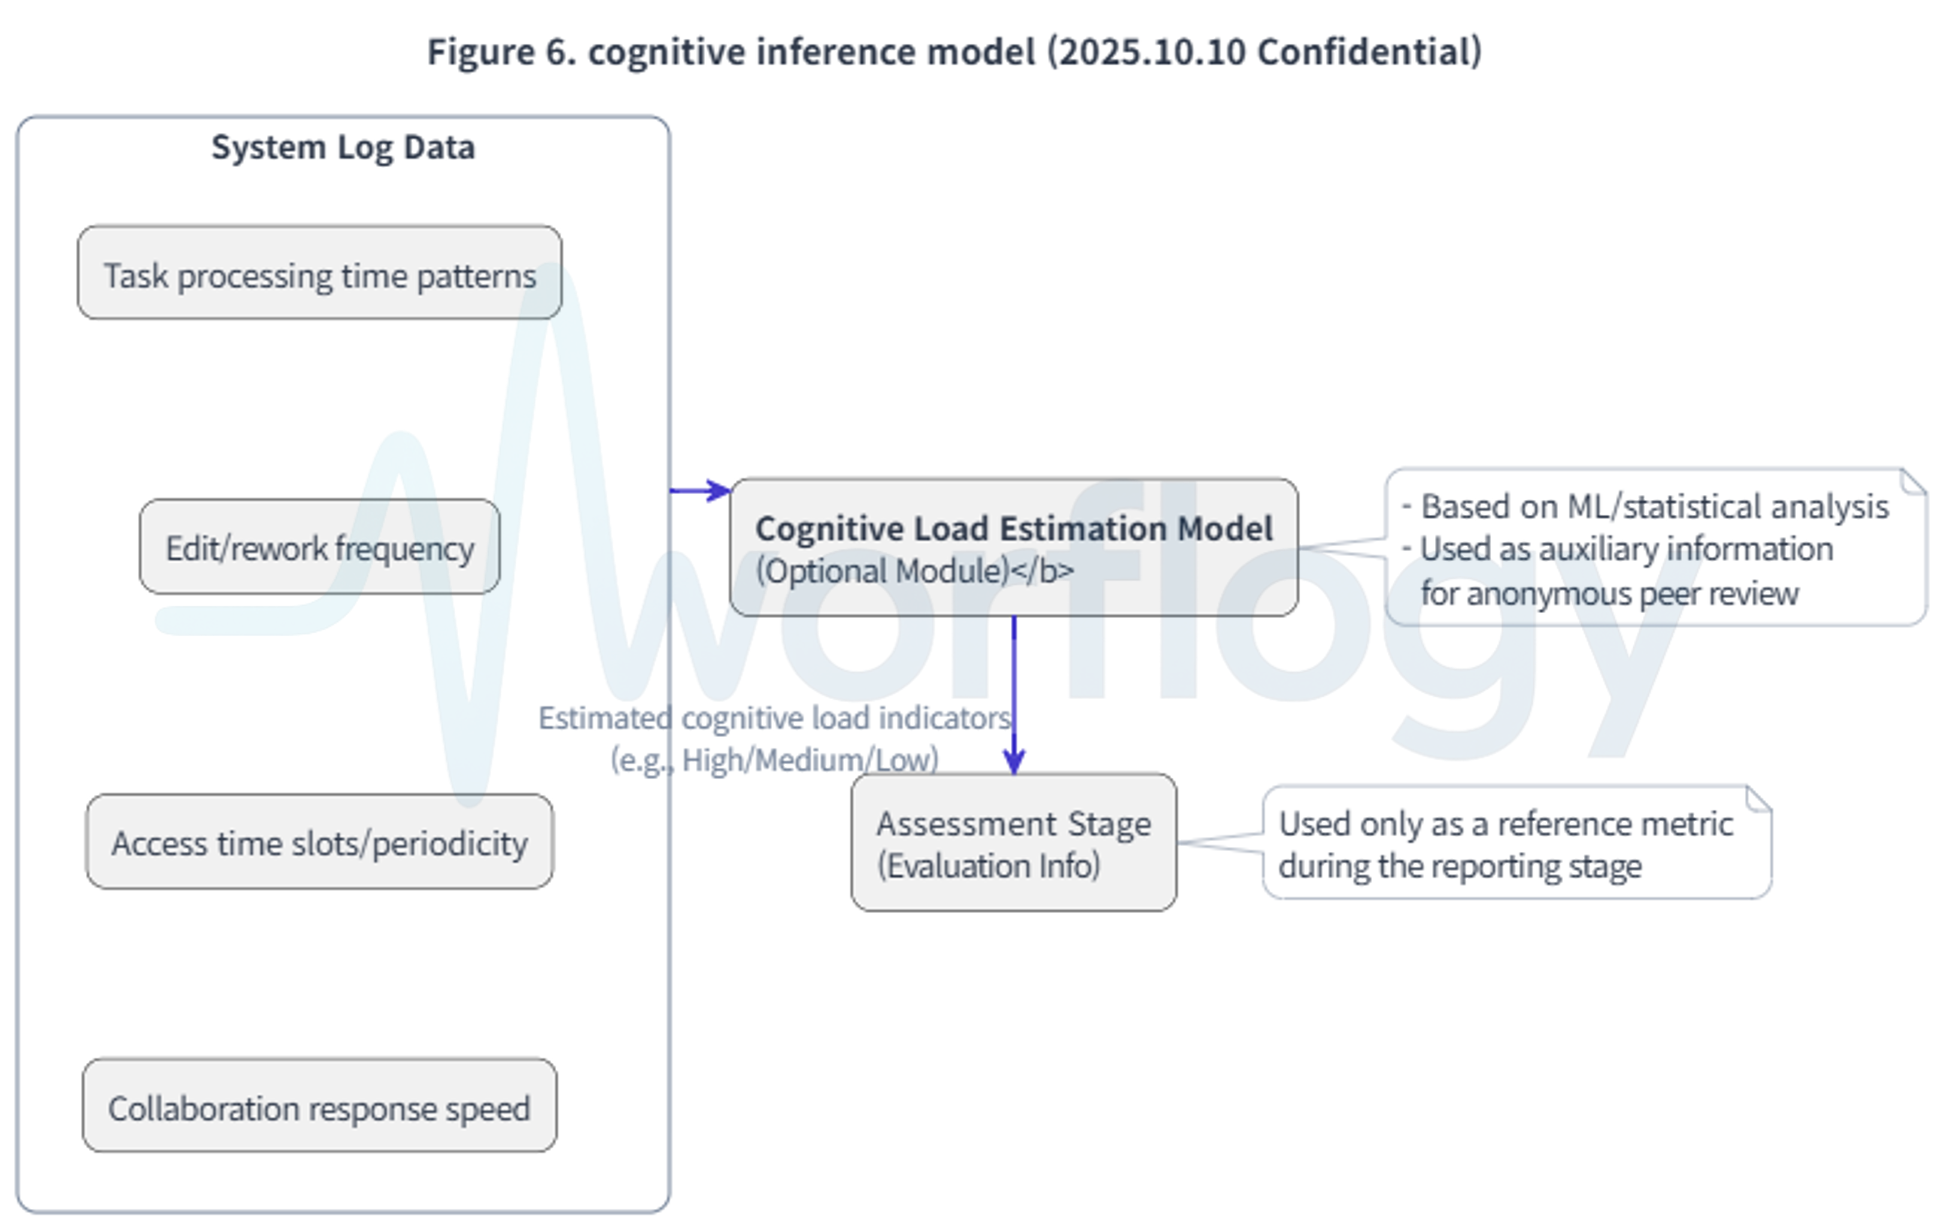 Figure 6. cognitive inference model (2025.10.10 Confidential)
System Log Data
Task processing time patterns
Edit/rework frequency
Access time slots/periodicity
Collaboration response speed
Cognitive Load Estimation Model
(Optional Module)</b>
- Based on ML/statistical analysis
- Used as auxiliary information
for anonymous peer review
Estimated cognitive load indicators
(e.g., High/Medium/Low)
Assessment Stage
(Evaluation Info)
Used only as a reference metric
during the reporting stage
worflogy